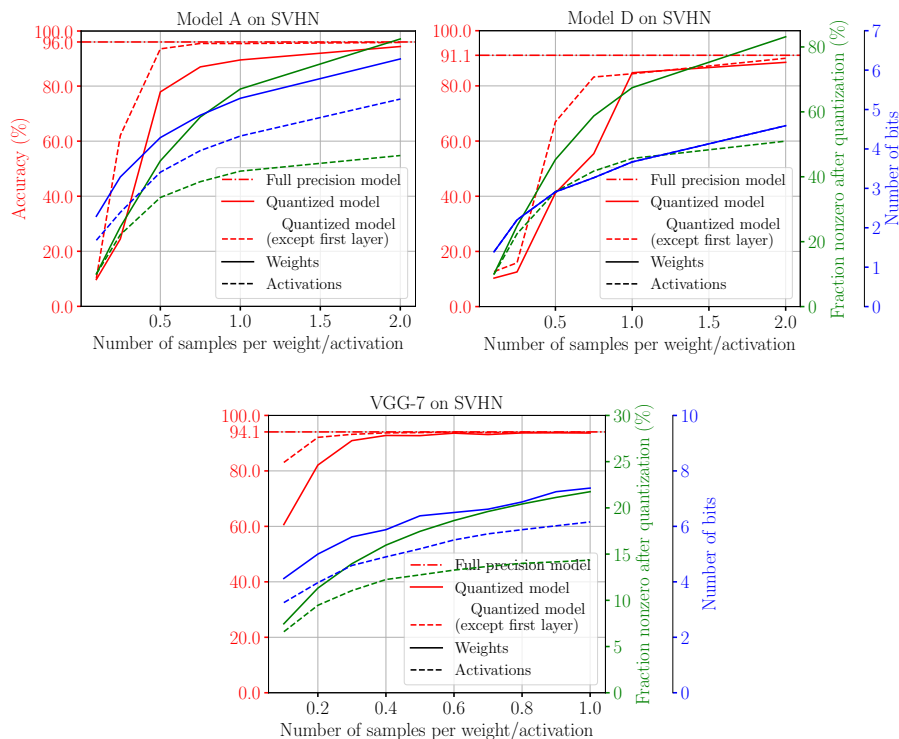 Model A on SVHN
100.0
96.0
80.0
60.0
40.0
20.0
0.0
Accuracy (%)
0.5
1.0
1.5
2.0
Number of samples per weight/activation
Full precision model
Quantized model
Quantized model
(except first layer)
Weights
Activations
Model D on SVHN
100.0
91.1
80.0
60.0
40.0
20.0
0.0
0.5
1.0
1.5
2.0
Number of samples per weight/activation
Full precision model
Quantized model
Quantized model
(except first layer)
Weights
Activations
80
60
40
20
0
Fraction nonzero after quantization (%)
7
6
5
4
3
2
1
0
Number of bits
VGG-7 on SVHN
100.0
94.1
80.0
60.0
40.0
20.0
0.0
0.2
0.4
0.6
0.8
1.0
Number of samples per weight/activation
Full precision model
Quantized model
Quantized model
(except first layer)
Weights
Activations
30
25
20
15
10
5
0
Fraction nonzero after quantization (%)
10
8
6
4
2
0
Number of bits